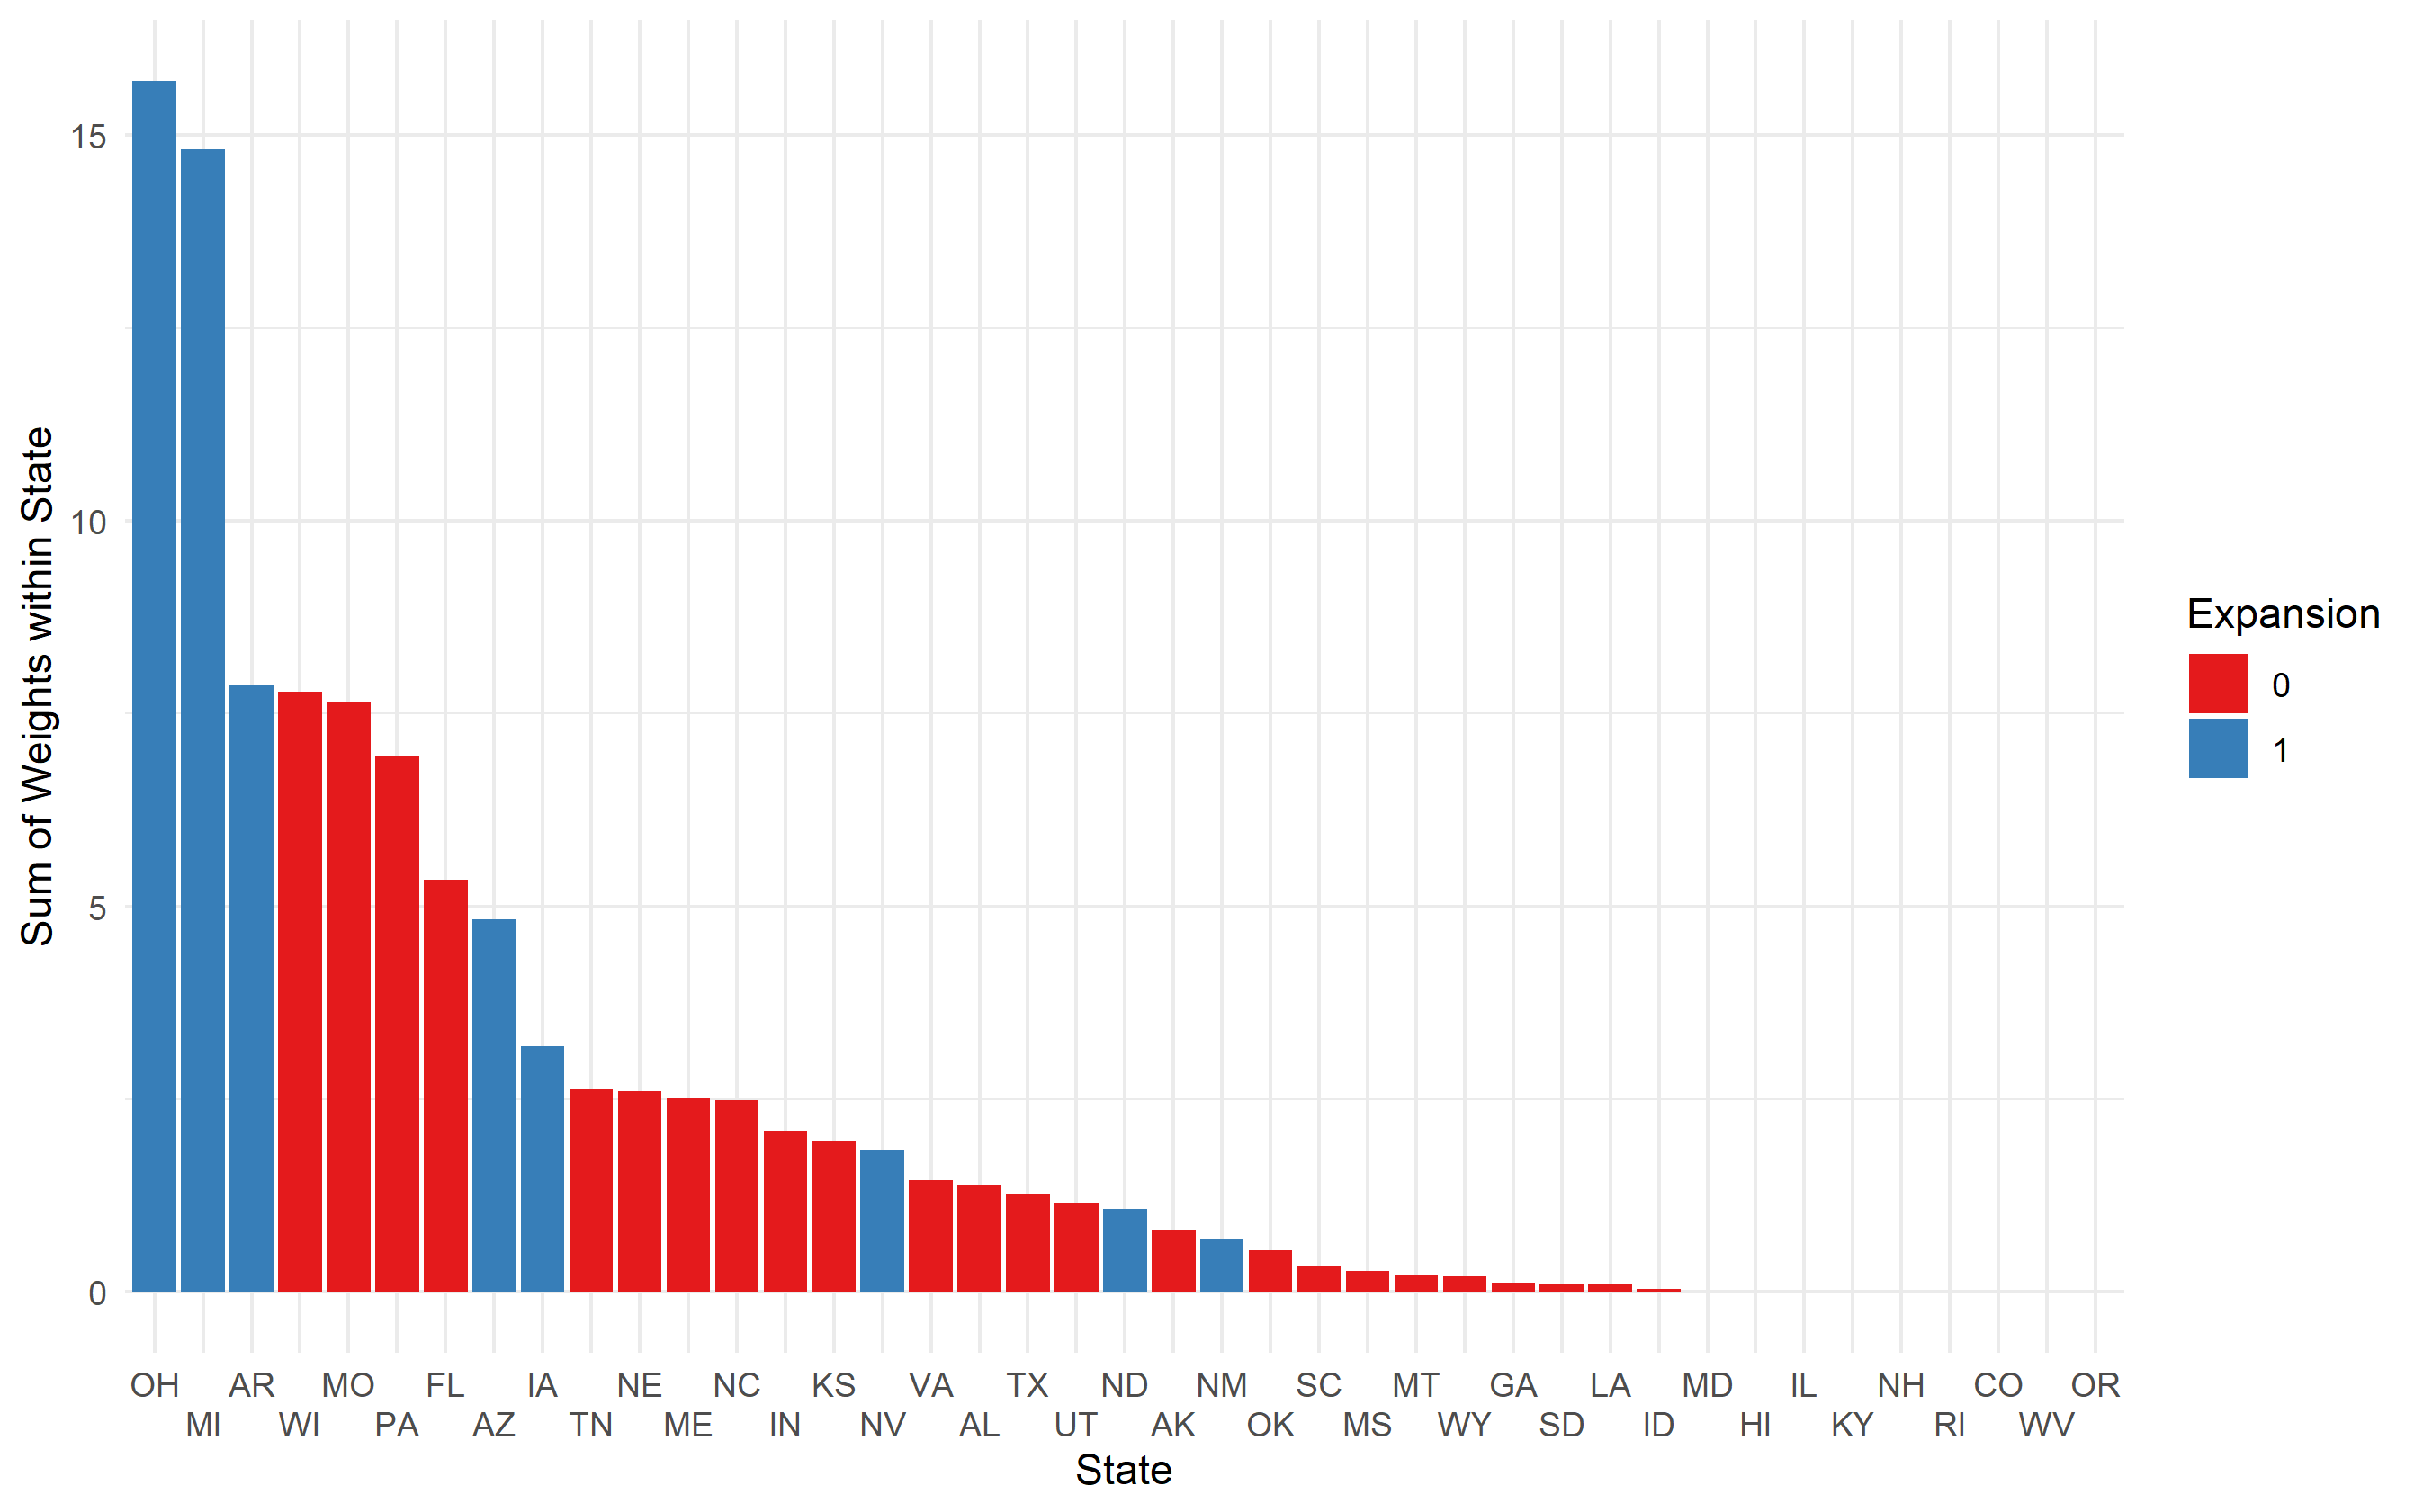 15
10
5
0
Sum of Weights within State
OH AR MO FL IA NE NC KS VA TX ND NM SC MT GA LA MD IL NH CO OR
MI WI PA AZ TN ME IN NV AL UT AK OK MS WY SD ID HI KY RI WV
State
Expansion
0
1